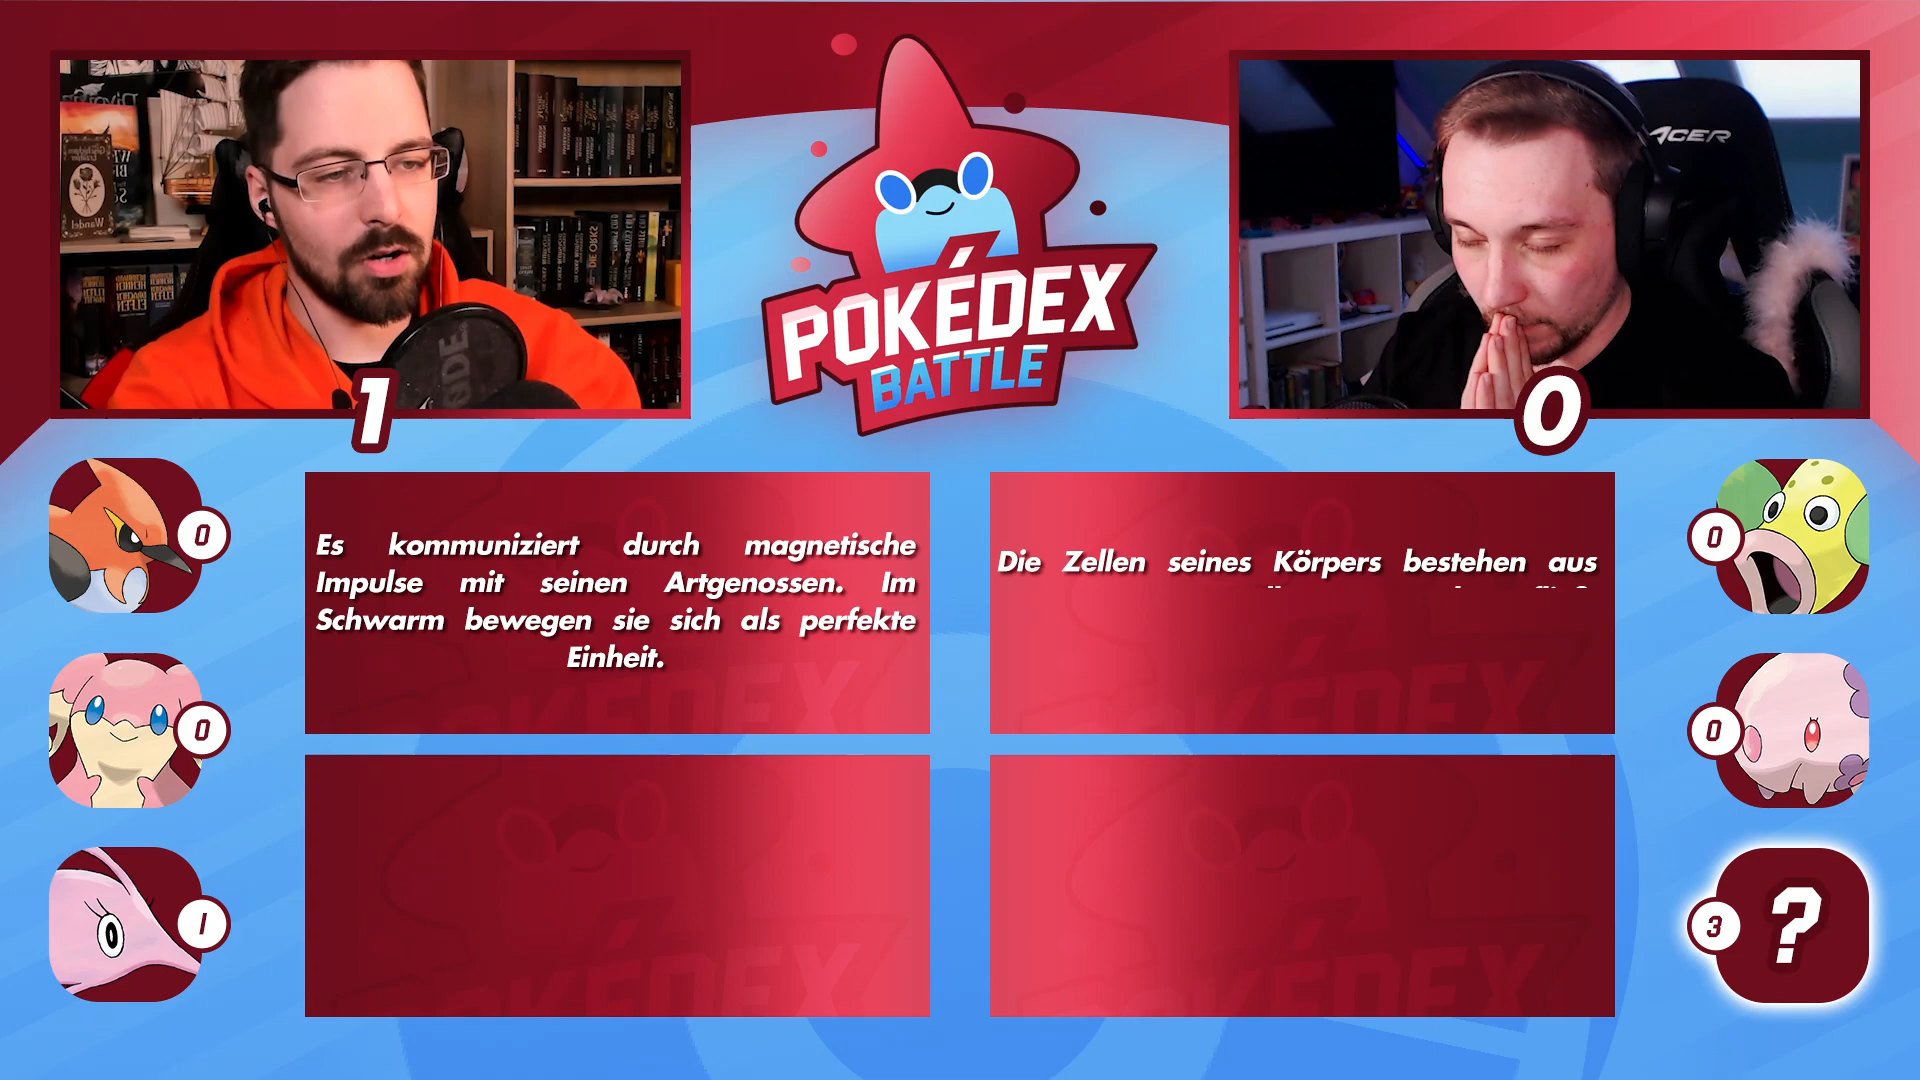 ACER
POKÉDEX
BATTLE
1
0
Es kommuniziert durch magnetische
Impulse mit seinen Artgenossen. Im
Schwarm bewegen sie sich als perfekte
Einheit.
Die Zellen seines Körpers bestehen aus
0
0
1
0
0
3
?